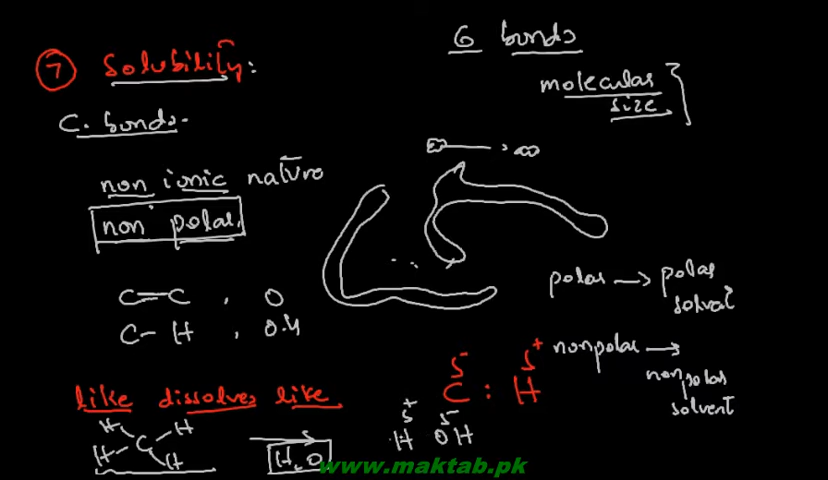 7 Solubility:
C. bonds.
non ionic nature
non polar.
C=C , 0
C-H , 0.4
like dissolves like
H H
C
H H
H2O
6 bonds
molecular
size
polar → polar
solvent
nonpolar →
nonpolar
solvent
δ- δ+
C : H
δ+ δ-
H OH
www.maktab.pk